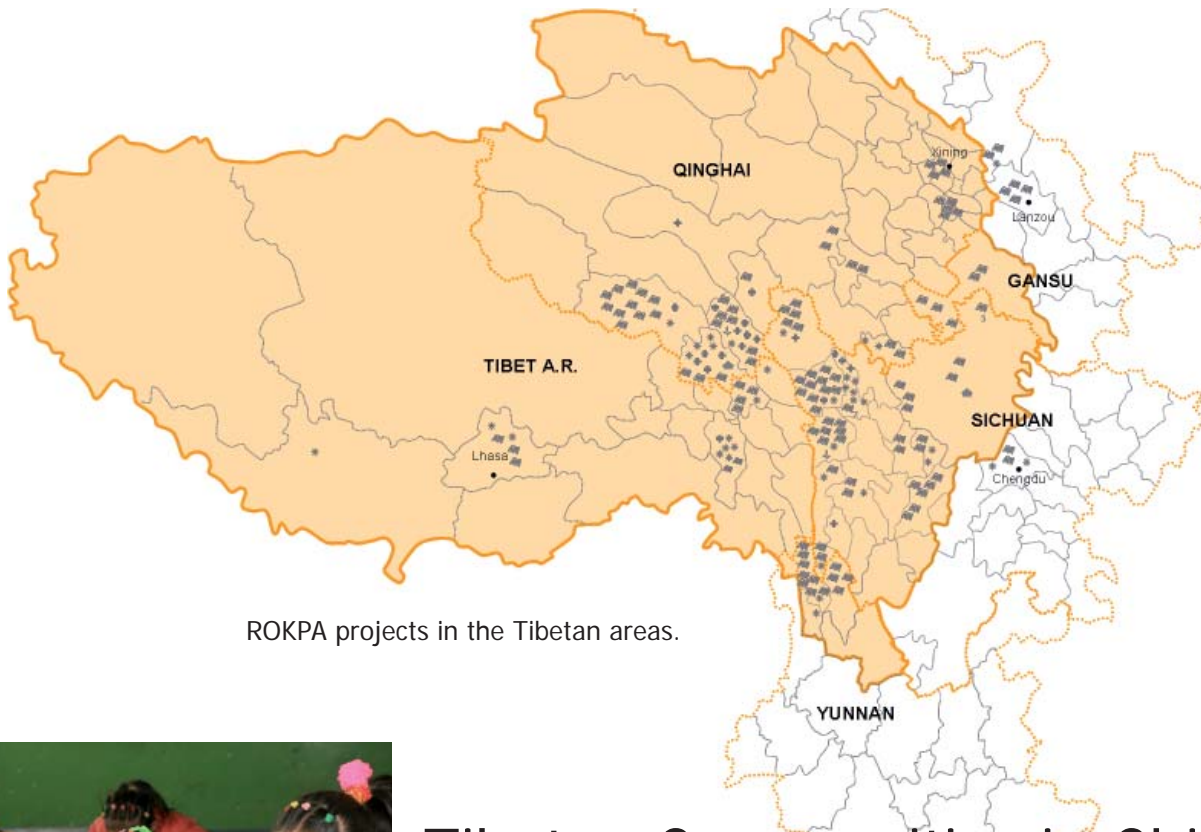 Xining
QINGHAI
Lanzou
GANSU
TIBET A.R.
SICHUAN
Lhasa
Chengdu
ROKPA projects in the Tibetan areas.
YUNNAN